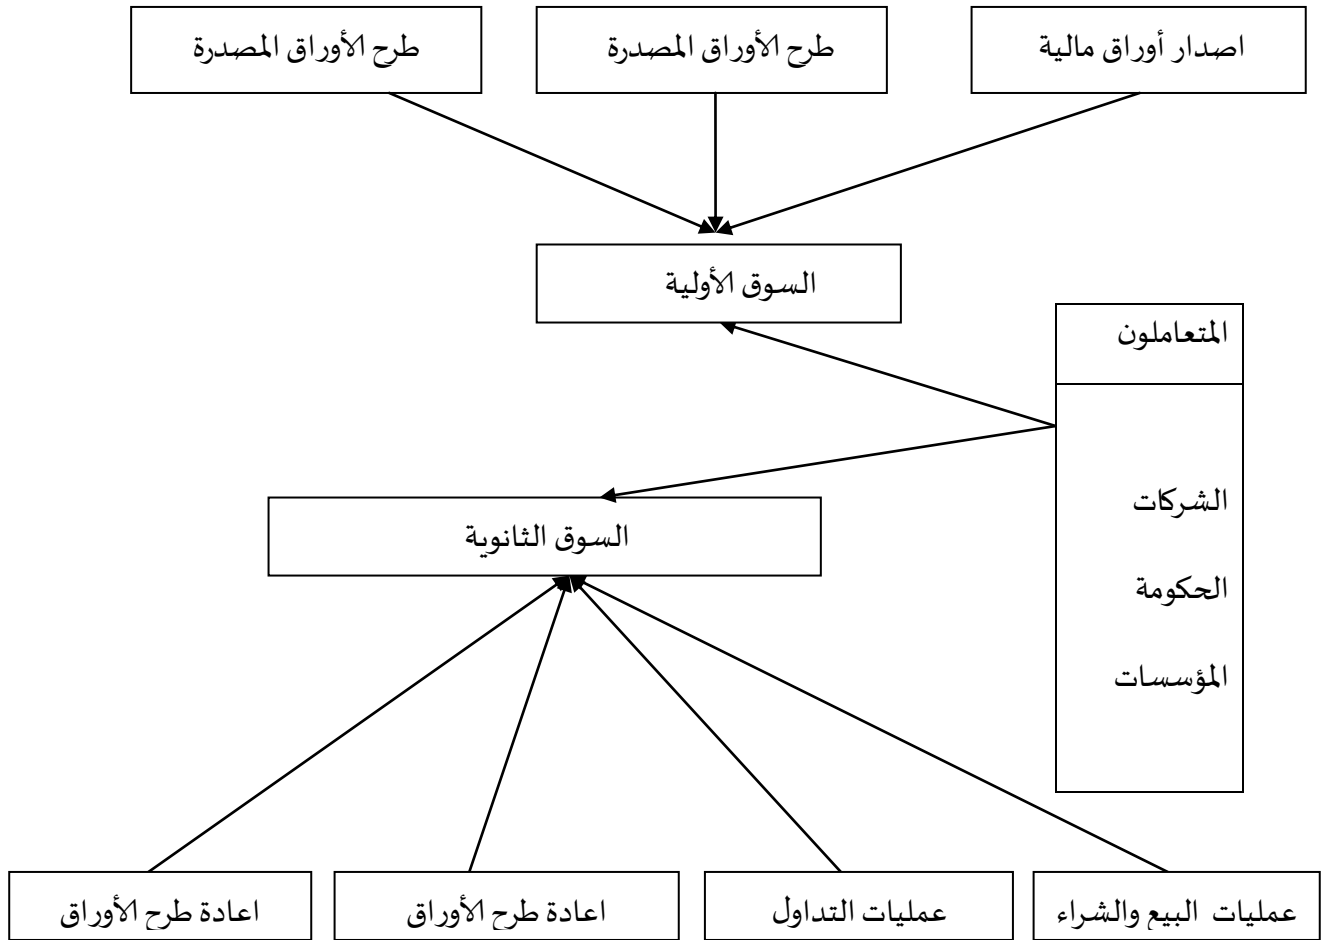 اصدار أوراق مالية
طرح الأوراق المصدرة
طرح الأوراق المصدرة
السوق الأولية
المتعاملون
الشركات
الحكومة
المؤسسات
السوق الثانوية
عمليات البيع والشراء
عمليات التداول
اعادة طرح الأوراق
اعادة طرح الأوراق